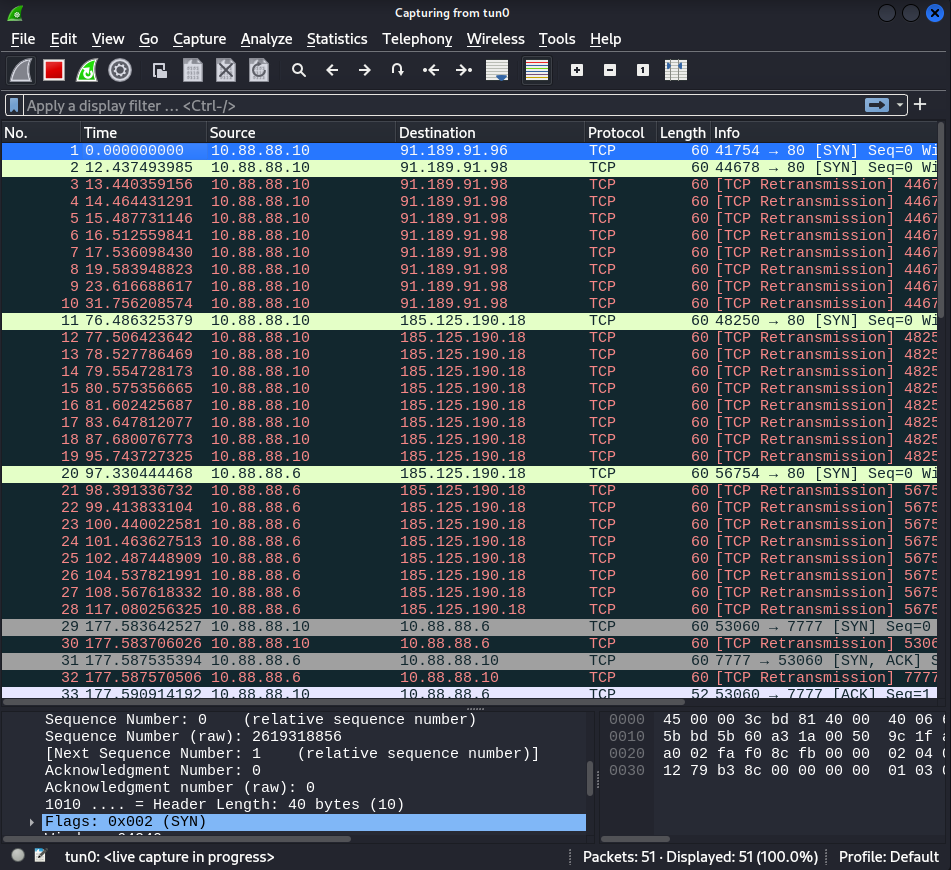 Capturing from tun0
File Edit View Go Capture Analyze Statistics Telephony Wireless Tools Help
Apply a display filter … <Ctrl-/>
No. Time Source Destination Protocol Length Info
1 0.000000000 10.88.88.10 91.189.91.96 TCP 60 41754 → 80 [SYN] Seq=0 Wi
2 12.437493985 10.88.88.10 91.189.91.98 TCP 60 44678 → 80 [SYN] Seq=0 Wi
3 13.440359156 10.88.88.10 91.189.91.98 TCP 60 [TCP Retransmission] 4467
4 14.464431291 10.88.88.10 91.189.91.98 TCP 60 [TCP Retransmission] 4467
5 15.487731146 10.88.88.10 91.189.91.98 TCP 60 [TCP Retransmission] 4467
6 16.512559841 10.88.88.10 91.189.91.98 TCP 60 [TCP Retransmission] 4467
7 17.536098430 10.88.88.10 91.189.91.98 TCP 60 [TCP Retransmission] 4467
8 19.583948823 10.88.88.10 91.189.91.98 TCP 60 [TCP Retransmission] 4467
9 23.616688617 10.88.88.10 91.189.91.98 TCP 60 [TCP Retransmission] 4467
10 31.756208574 10.88.88.10 91.189.91.98 TCP 60 [TCP Retransmission] 4467
11 76.486325379 10.88.88.10 185.125.190.18 TCP 60 48250 → 80 [SYN] Seq=0 Wi
12 77.506423642 10.88.88.10 185.125.190.18 TCP 60 [TCP Retransmission] 4825
13 78.527786469 10.88.88.10 185.125.190.18 TCP 60 [TCP Retransmission] 4825
14 79.554728173 10.88.88.10 185.125.190.18 TCP 60 [TCP Retransmission] 4825
15 80.575356665 10.88.88.10 185.125.190.18 TCP 60 [TCP Retransmission] 4825
16 81.602425687 10.88.88.10 185.125.190.18 TCP 60 [TCP Retransmission] 4825
17 83.647812077 10.88.88.10 185.125.190.18 TCP 60 [TCP Retransmission] 4825
18 87.680076773 10.88.88.10 185.125.190.18 TCP 60 [TCP Retransmission] 4825
19 95.743727325 10.88.88.10 185.125.190.18 TCP 60 [TCP Retransmission] 4825
20 97.330444468 10.88.88.6 185.125.190.18 TCP 60 56754 → 80 [SYN] Seq=0 Wi
21 98.391336732 10.88.88.6 185.125.190.18 TCP 60 [TCP Retransmission] 5675
22 99.413833104 10.88.88.6 185.125.190.18 TCP 60 [TCP Retransmission] 5675
23 100.440022581 10.88.88.6 185.125.190.18 TCP 60 [TCP Retransmission] 5675
24 101.463627513 10.88.88.6 185.125.190.18 TCP 60 [TCP Retransmission] 5675
25 102.487448909 10.88.88.6 185.125.190.18 TCP 60 [TCP Retransmission] 5675
26 104.537821991 10.88.88.6 185.125.190.18 TCP 60 [TCP Retransmission] 5675
27 108.567618332 10.88.88.6 185.125.190.18 TCP 60 [TCP Retransmission] 5675
28 117.080256325 10.88.88.6 185.125.190.18 TCP 60 [TCP Retransmission] 5675
29 177.583642527 10.88.88.10 10.88.88.6 TCP 60 53060 → 7777 [SYN] Seq=0
30 177.583706026 10.88.88.10 10.88.88.6 TCP 60 [TCP Retransmission] 5306
31 177.587535394 10.88.88.6 10.88.88.10 TCP 60 7777 → 53060 [SYN, ACK] S
32 177.587570506 10.88.88.6 10.88.88.10 TCP 60 [TCP Retransmission] 7777
33 177.590914192 10.88.88.10 10.88.88.6 TCP 52 53060 → 7777 [ACK] Seq=1
Sequence Number: 0 (relative sequence number)
Sequence Number (raw): 2619318856
[Next Sequence Number: 1 (relative sequence number)]
Acknowledgment Number: 0
Acknowledgment number (raw): 0
1010 .... = Header Length: 40 bytes (10)
Flags: 0x002 (SYN)
0000 45 00 00 3c bd 81 40 00 40 06
0010 5b bd 5b 60 a3 1a 00 50 9c 1f
0020 a0 02 fa f0 8c fb 00 00 02 04
0030 12 79 b3 8c 00 00 00 00 01 03
tun0: <live capture in progress>
Packets: 51 · Displayed: 51 (100.0%)
Profile: Default